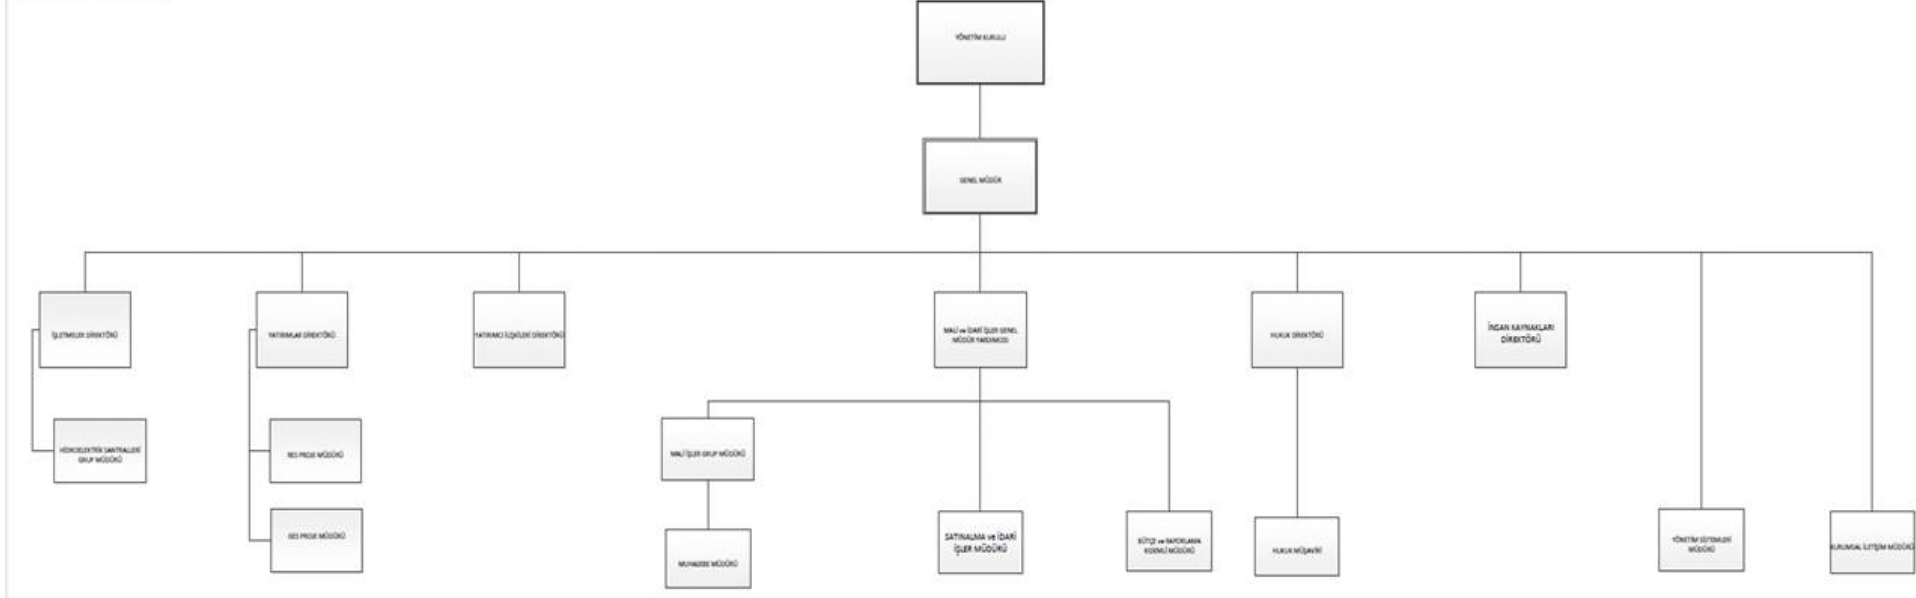 YÖNETİM KURULU
GENEL MÜDÜR
İŞLETMELER DİREKTÖRÜ
YATIRIMLAR DİREKTÖRÜ
YATIRIMCI İLİŞKİLERİ DİREKTÖRÜ
MALİ ve İDARİ İŞLER GENEL
MÜDÜR YARDIMCISI
HUKUK DİREKTÖRÜ
İNSAN KAYNAKLARI
DİREKTÖRÜ
HİDROELEKTRİK SANTRALLERİ
GRUP MÜDÜRÜ
RES PROJE MÜDÜRÜ
MALİ İŞLER GRUP MÜDÜRÜ
GES PROJE MÜDÜRÜ
MUHASEBE MÜDÜRÜ
SATINALMA ve İDARİ
İŞLER MÜDÜRÜ
BÜTÇE ve RAPORLAMA
KIDEMLİ MÜDÜRÜ
HUKUK MÜŞAVİRİ
YÖNETİM SİSTEMLERİ
MÜDÜRÜ
KURUMSAL İLETİŞİM MÜDÜRÜ